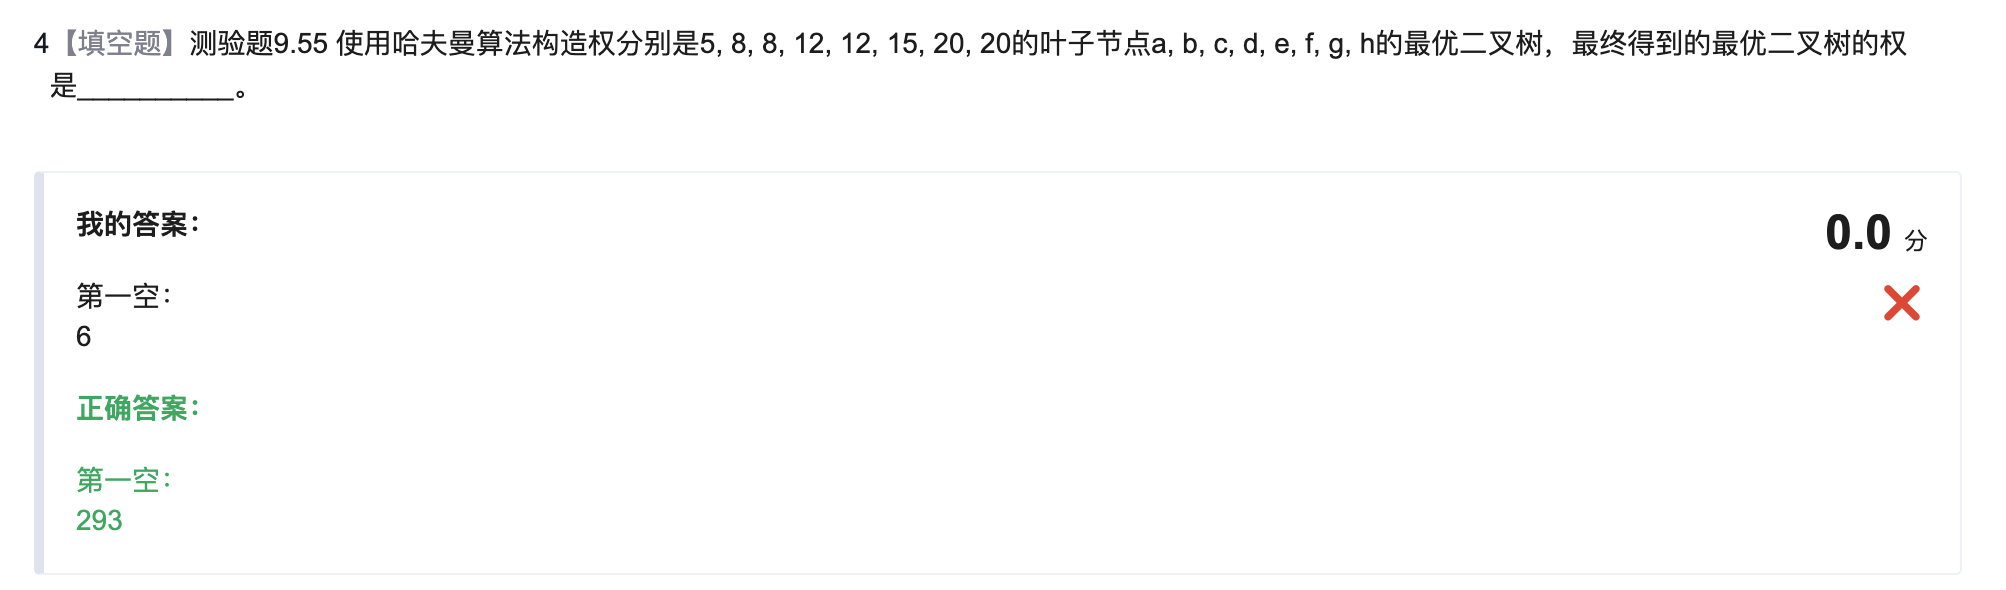 4【填空题】测验题9.55 使用哈夫曼算法构造权分别是5, 8, 8, 12, 12, 15, 20, 20的叶子节点a, b, c, d, e, f, g, h的最优二叉树，最终得到的最优二叉树的权
是__________。
我的答案：
0.0 分
第一空：
6
正确答案：
第一空：
293